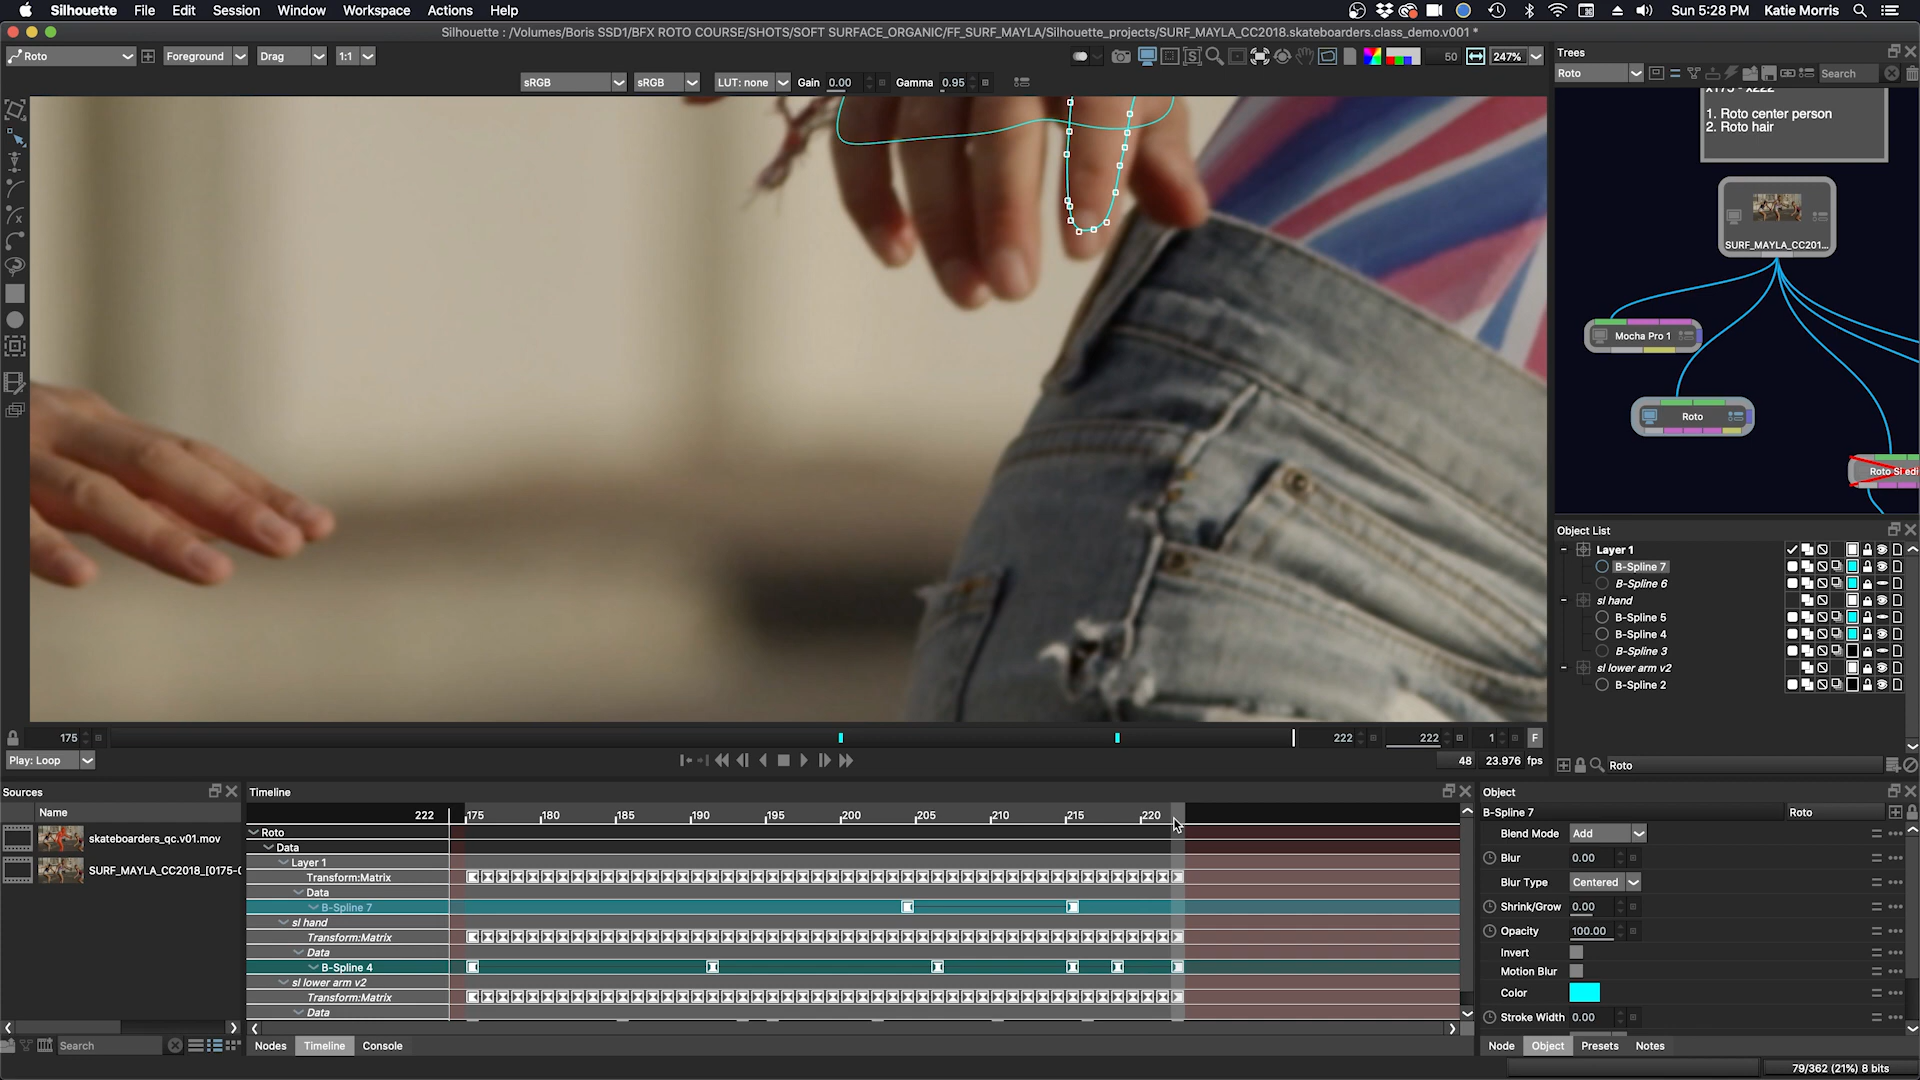 Silhouette File Edit Session Window Workspace Actions Help
Sun 5:28 PM Katie Morris
Silhouette : /Volumes/Boris SSD1/BFX ROTO COURSE/SHOTS/SOFT SURFACE_ORGANIC/FF_SURF_MAYLA/Silhouette_projects/SURF_MAYLA_CC2018.skateboarders.class_demo.v001 *
Roto Foreground Drag 1:1 50 247%
sRGB sRGB LUT: none Gain 0.00 Gamma 0.95
Trees
Roto Search
X175 - X222
1. Roto center person
2. Roto hair
SURF_MAYLA_CC201...
Mocha Pro 1
Roto
Roto Sl edi
Object List
Layer 1
B-Spline 7
B-Spline 6
sl hand
B-Spline 5
B-Spline 4
B-Spline 3
sl lower arm v2
B-Spline 2
Roto
175 222 222 1 F
Play: Loop 48 23.976 fps
Sources
Name
skateboarders_qc.v01.mov
SURF_MAYLA_CC2018_[0175-0
Search
Timeline
222 175 180 185 190 195 200 205 210 215 220
Roto
Data
Layer 1
Transform:Matrix
Data
B-Spline 7
sl hand
Transform:Matrix
Data
B-Spline 4
sl lower arm v2
Transform:Matrix
Data
Nodes Timeline Console
Object
B-Spline 7 Roto
Blend Mode Add
Blur 0.00
Blur Type Centered
Shrink/Grow 0.00
Opacity 100.00
Invert
Motion Blur
Color
Stroke Width 0.00
Node Object Presets Notes
79/362 (21%) 8 bits